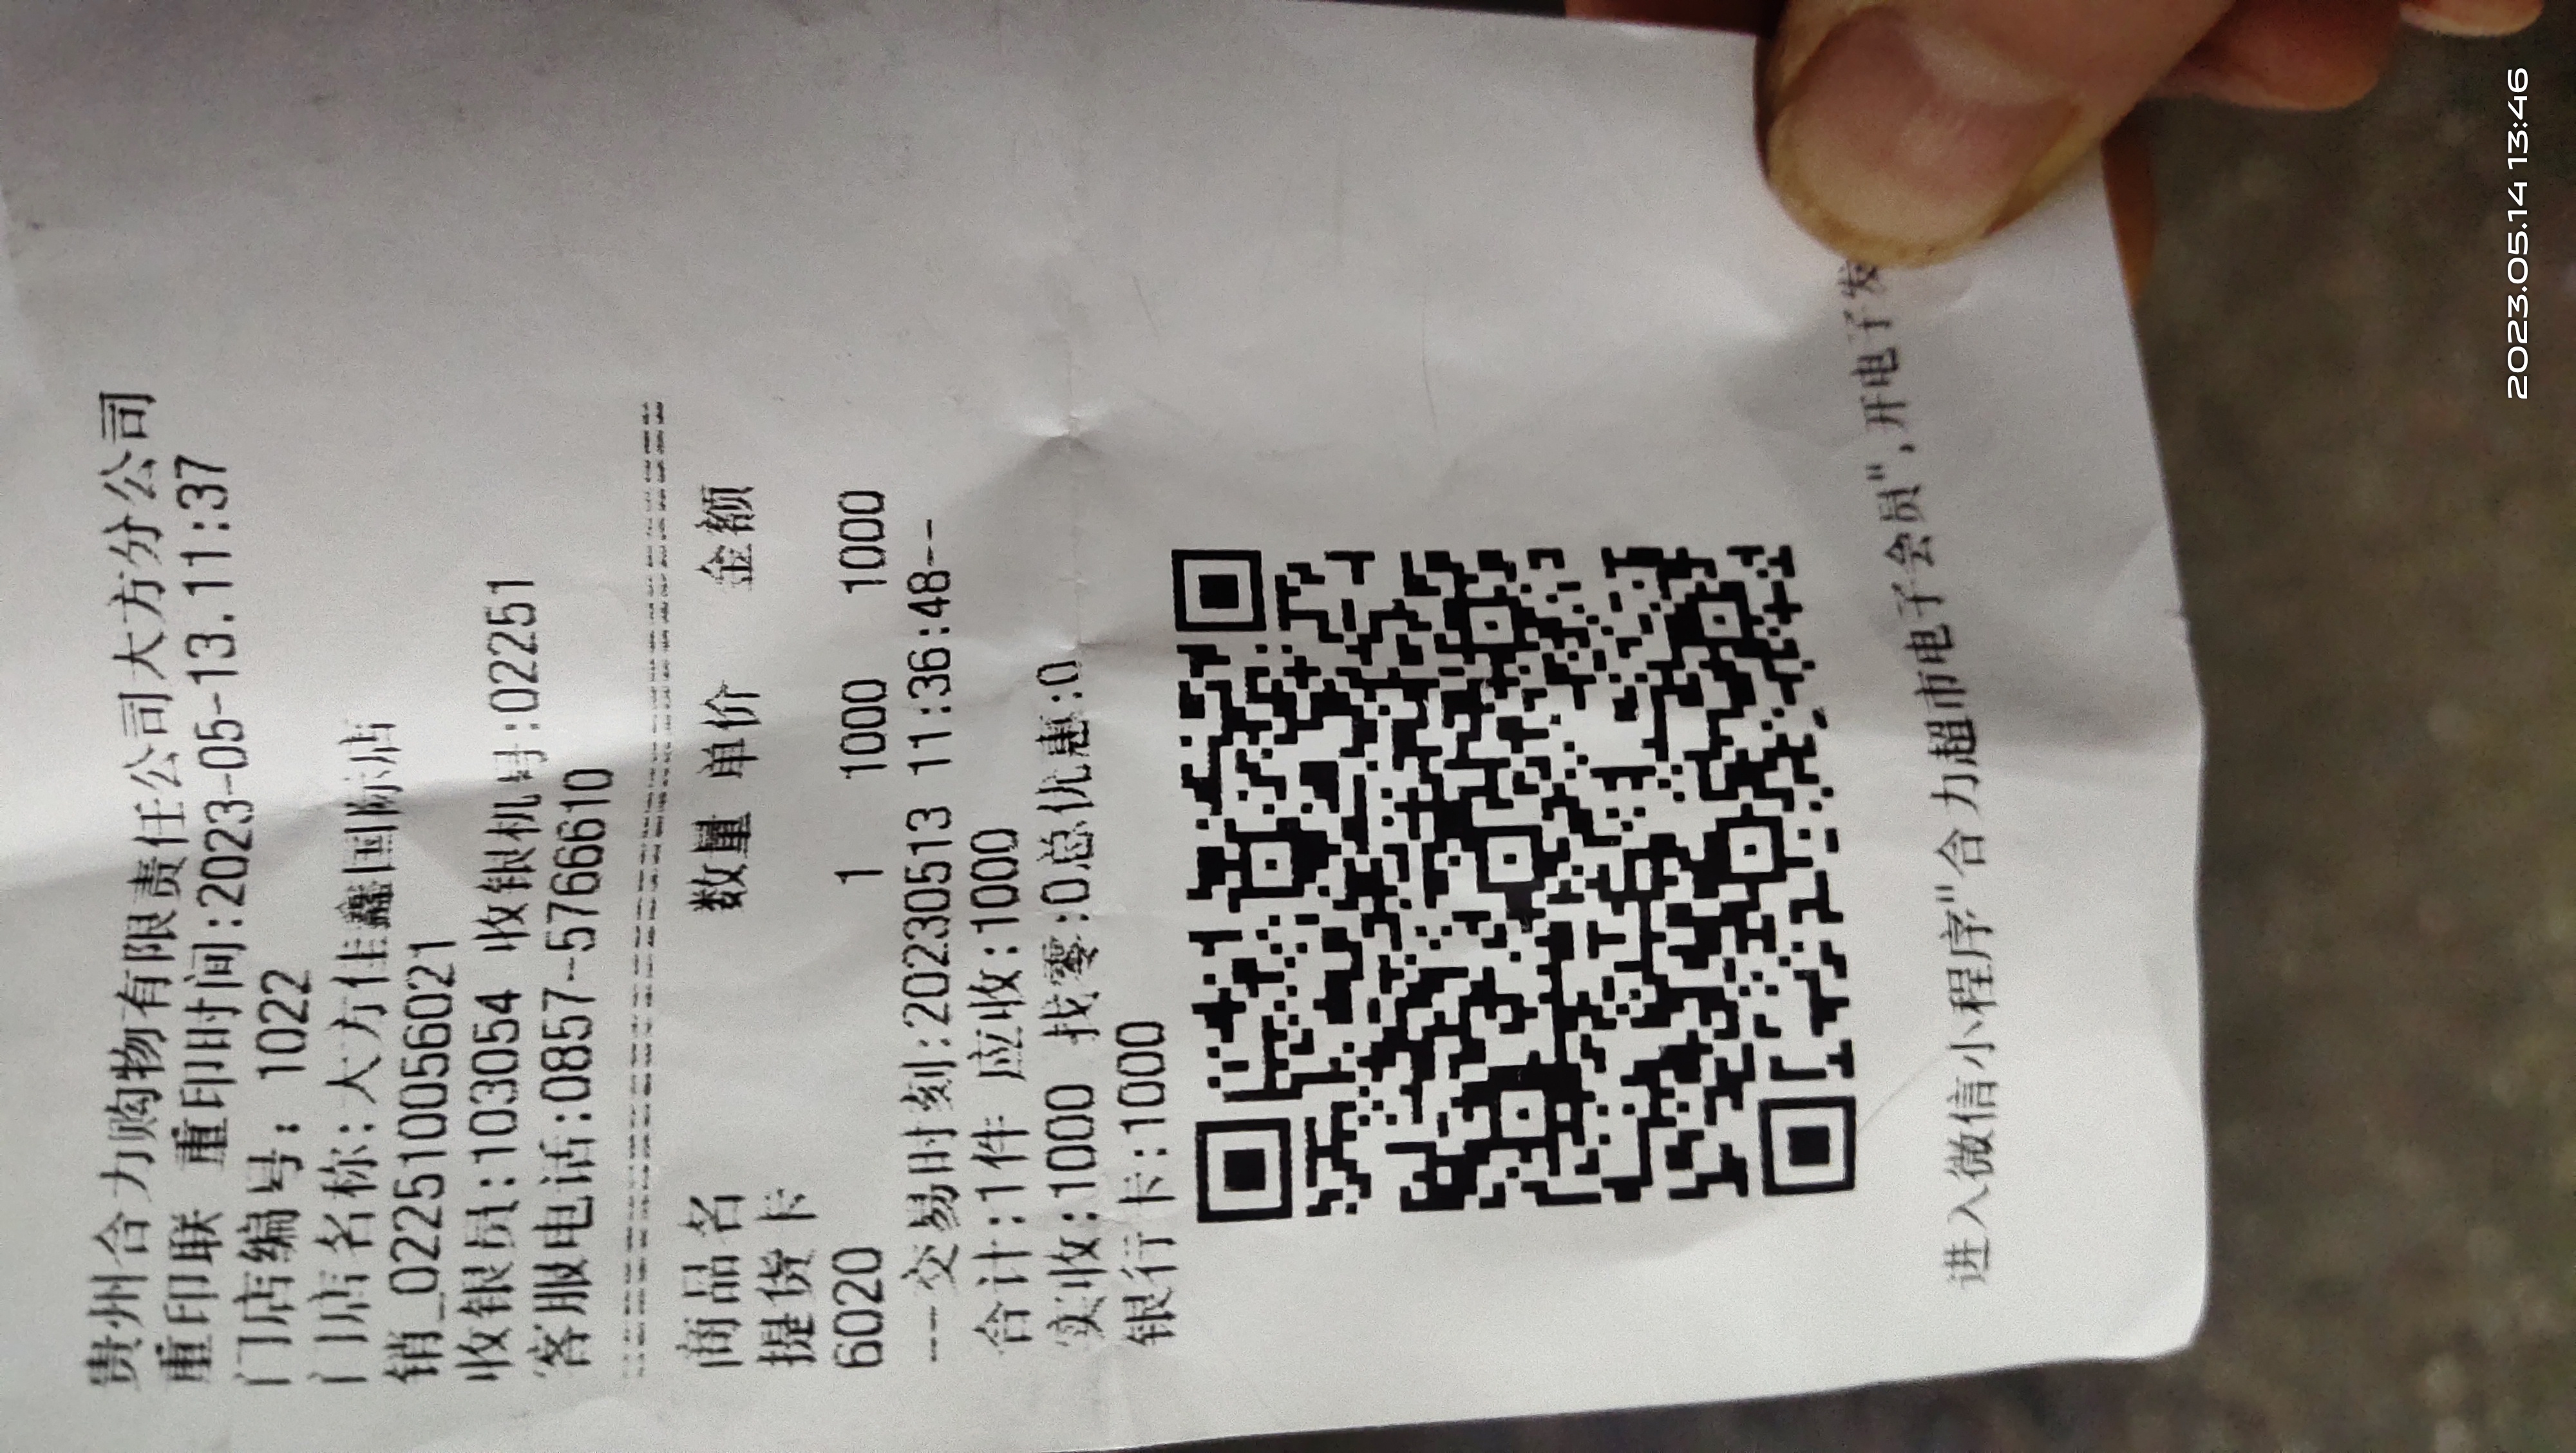 贵州合力购物有限责任公司大方分公司
重印联 重印时间:2023-05-13.11:37
门店编号: 1022
门店名称:大方佳鑫国际店
销_022510056021
收银员:103054 收银机号:02251
客服电话:0857-5766610
商品名 数量 单价 金额
提货卡
6020 1 1000 1000
---交易时刻:20230513 11:36:48--
合计:1件 应收:1000
实收:1000 找零:0总优惠:0
银行卡:1000
进入微信小程序"合力超市电子会员",开电子发
2023.05.14 13:46